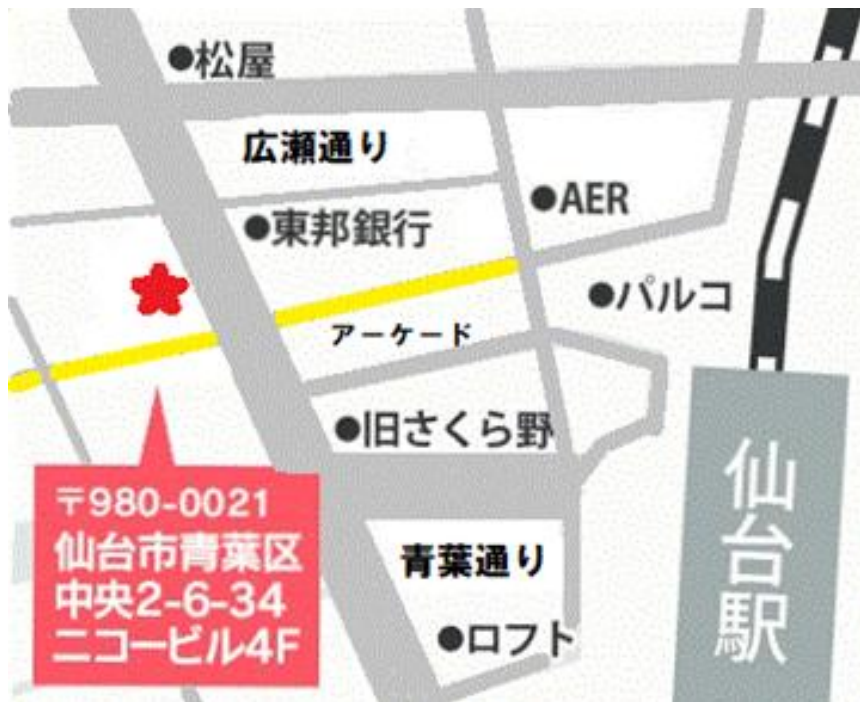 ●松屋
広瀬通り
●AER
●東邦銀行
●パルコ
アーケード
●旧さくら野
仙台駅
〒980-0021
仙台市青葉区
中央2-6-34
ニコービル4F
青葉通り
●ロフト